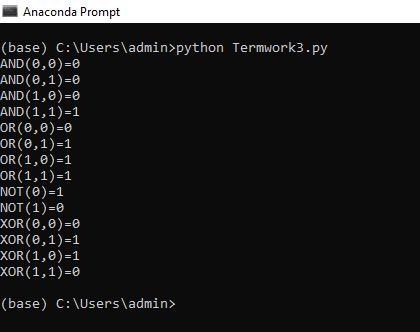 Anaconda Prompt
(base) C:\Users\admin>python Termwork3.py
AND(0,0)=0
AND(0,1)=0
AND(1,0)=0
AND(1,1)=1
OR(0,0)=0
OR(0,1)=1
OR(1,0)=1
OR(1,1)=1
NOT(0)=1
NOT(1)=0
XOR(0,0)=0
XOR(0,1)=1
XOR(1,0)=1
XOR(1,1)=0
(base) C:\Users\admin>